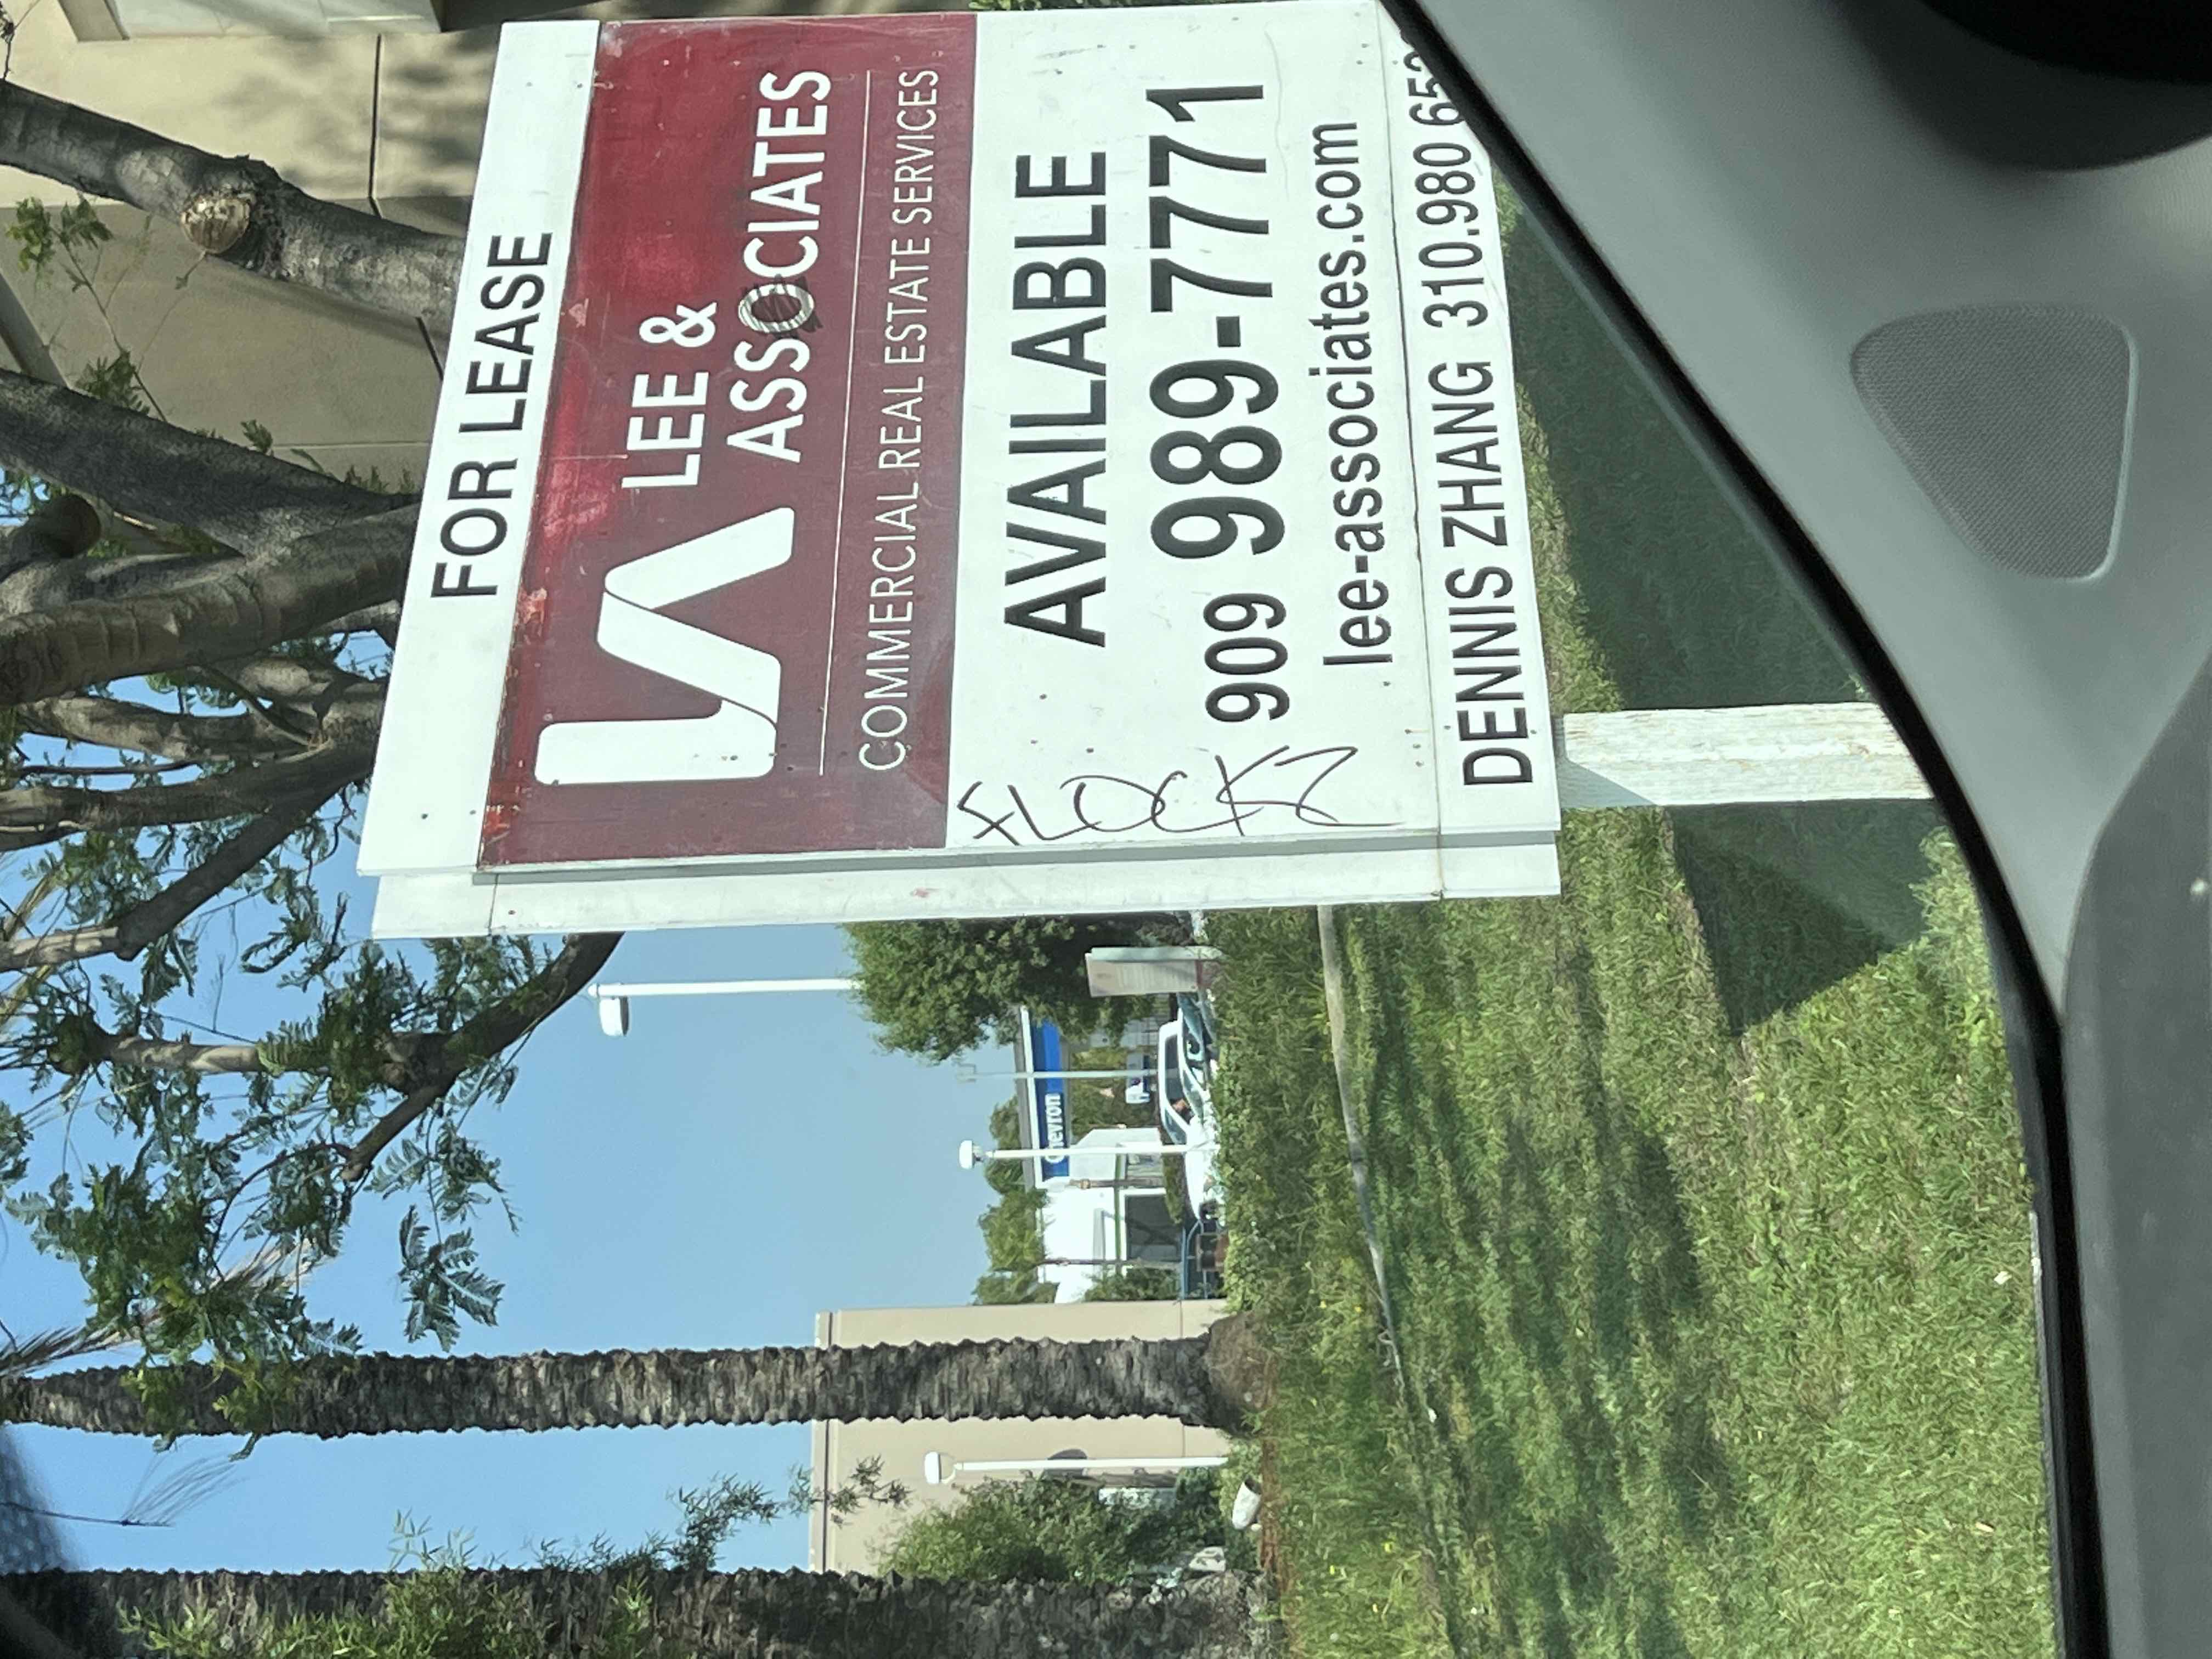 FOR LEASE
LEE &
ASSOCIATES
COMMERCIAL REAL ESTATE SERVICES
AVAILABLE
909 989-7771
lee-associates.com
DENNIS ZHANG 310.980
FLOCKZ
Chevron